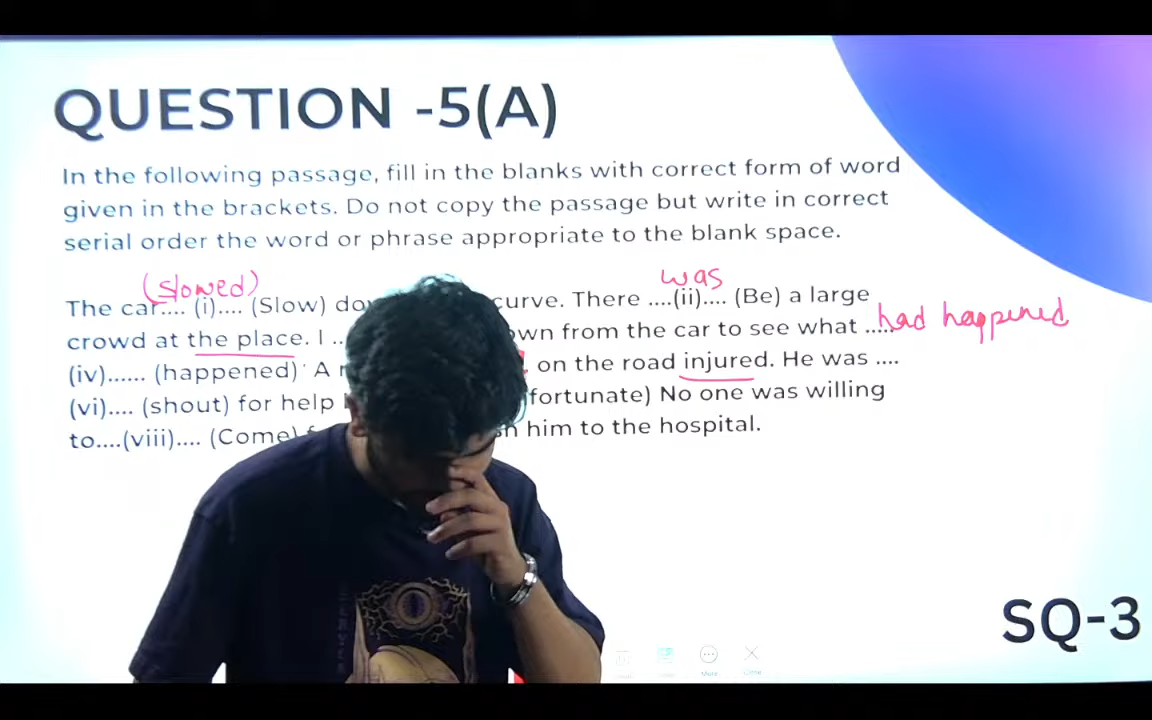 QUESTION -5(A)
In the following passage, fill in the blanks with correct form of word
given in the brackets. Do not copy the passage but write in correct
serial order the word or phrase appropriate to the blank space.
(slowed) was
The car.... (i).... (Slow) curve. There ....(ii).... (Be) a large
crowd at the place. I .. from the car to see what ..... had happened
(iv)...... (happened) A on the road injured. He was ....
(vi).... (shout) for help fortunate) No one was willing
to....(viii).... (Come) him to the hospital.
SQ-3
More
Close